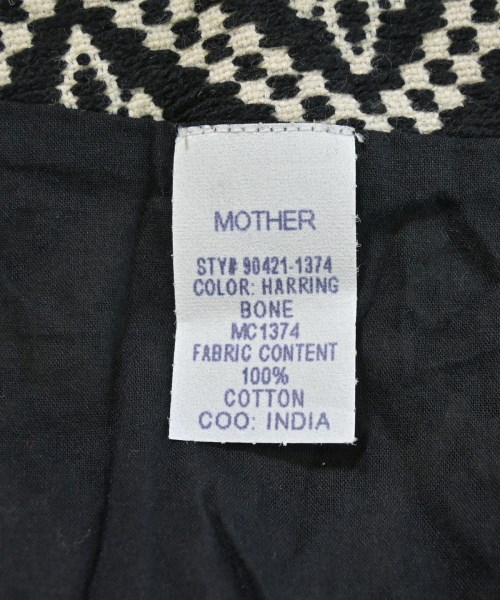 MOTHER
STY# 90421-1374
COLOR: HARRING
BONE
MC1374
FABRIC CONTENT
100%
COTTON
COO: INDIA